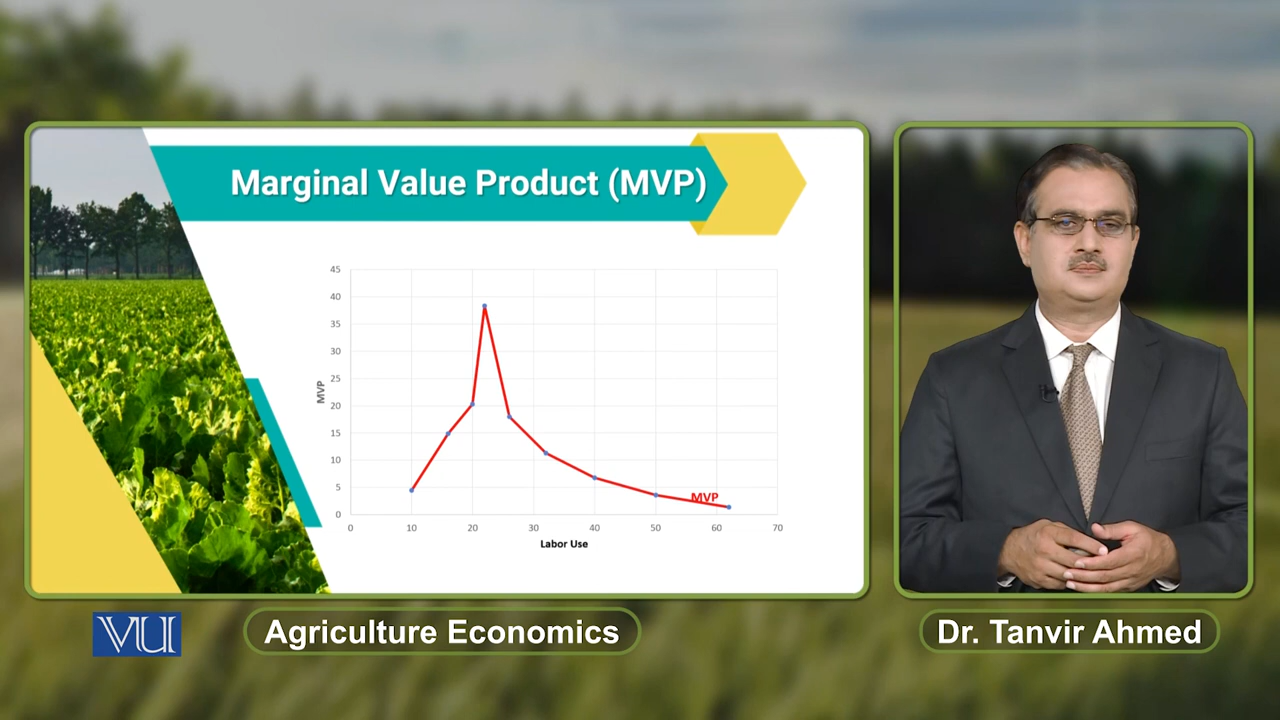 Marginal Value Product (MVP)
45
40
35
30
25
20
15
10
5
0
MVP
MVP
0 10 20 30 40 50 60 70
Labor Use
VU
Agriculture Economics
Dr. Tanvir Ahmed